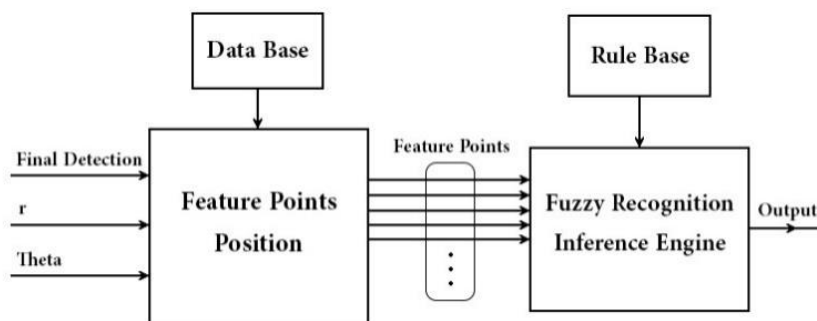 Data Base
Rule Base
Final Detection
r
Theta
Feature Points
Position
Feature Points
Fuzzy Recognition
Inference Engine
Output